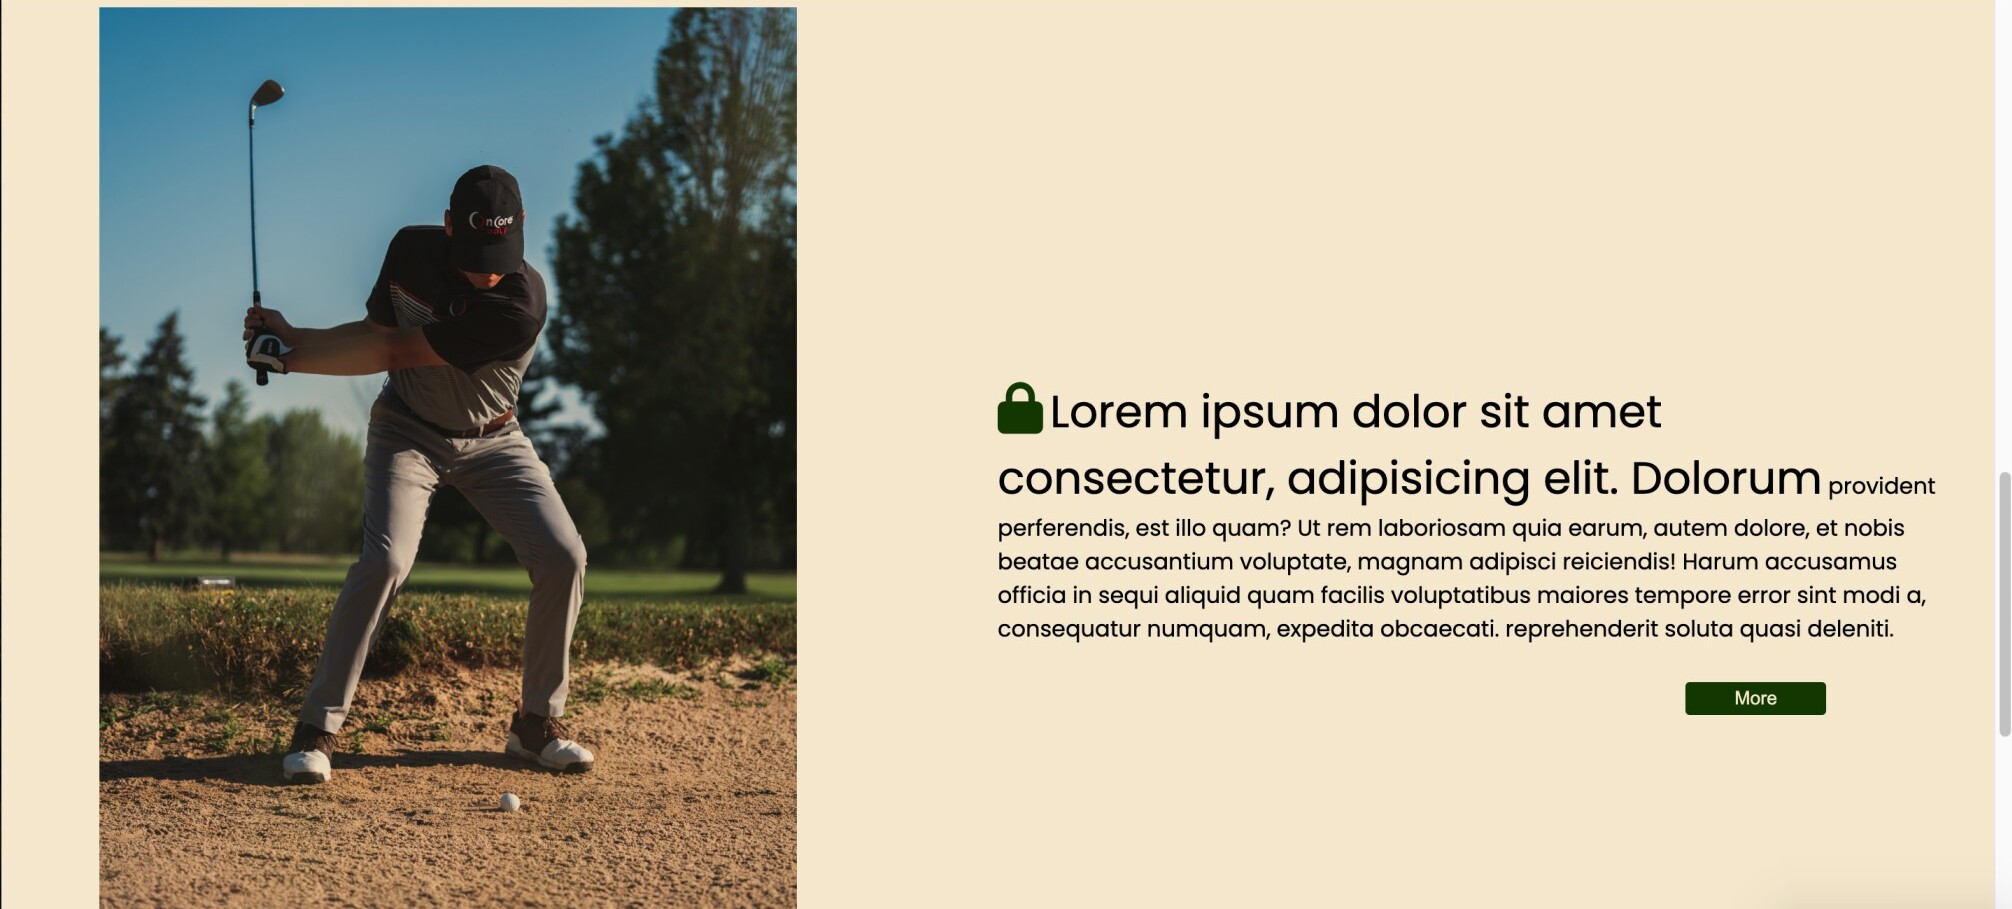 OnCore
GOLF
Lorem ipsum dolor sit amet
consectetur, adipisicing elit. Dolorum provident
perferendis, est illo quam? Ut rem laboriosam quia earum, autem dolore, et nobis
beatae accusantium voluptate, magnam adipisci reiciendis! Harum accusamus
officia in sequi aliquid quam facilis voluptatibus maiores tempore error sint modi a,
consequatur numquam, expedita obcaecati. reprehenderit soluta quasi deleniti.
More